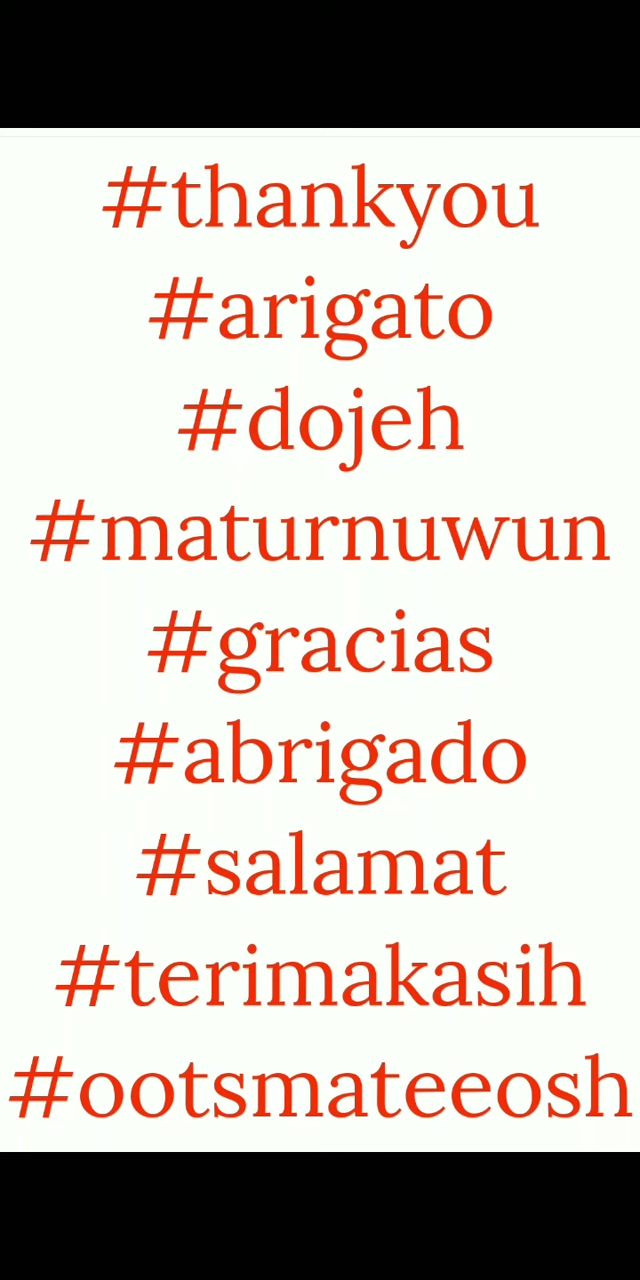 #thankyou
#arigato
#dojeh
#maturnuwun
#gracias
#abrigado
#salamat
#terimakasih
#ootsmateeosh